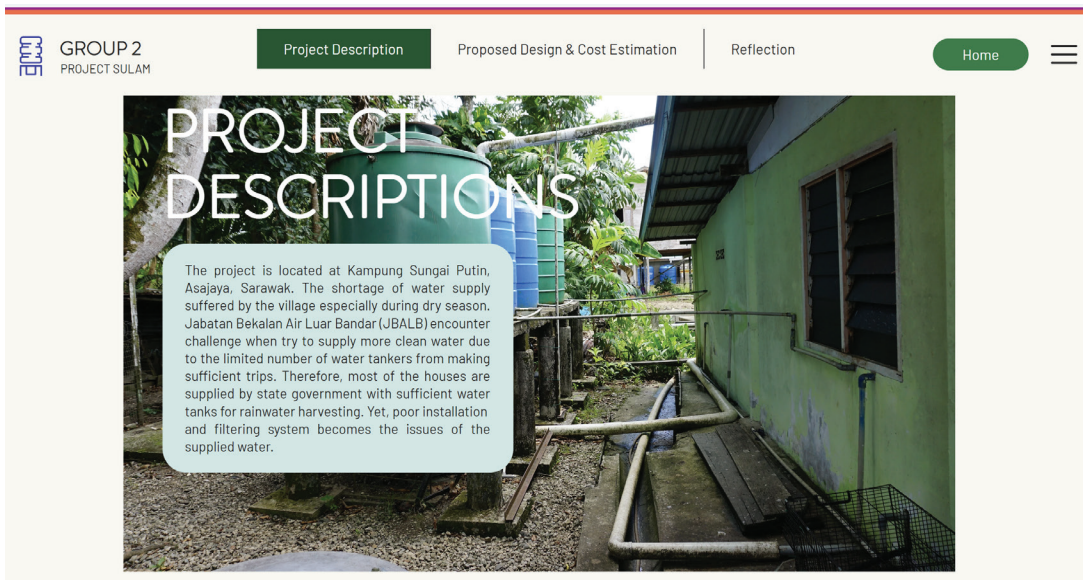 GROUP 2
PROJECT SULAM
Project Description
Proposed Design & Cost Estimation
Reflection
Home
PROJECT
DESCRIPTIONS
The project is located at Kampung Sungai Putin,
Asajaya, Sarawak. The shortage of water supply
suffered by the village especially during dry season.
Jabatan Bekalan Air Luar Bandar (JBALB) encounter
challenge when try to supply more clean water due
to the limited number of water tankers from making
sufficient trips. Therefore, most of the houses are
supplied by state government with sufficient water
tanks for rainwater harvesting. Yet, poor installation
and filtering system becomes the issues of the
supplied water.